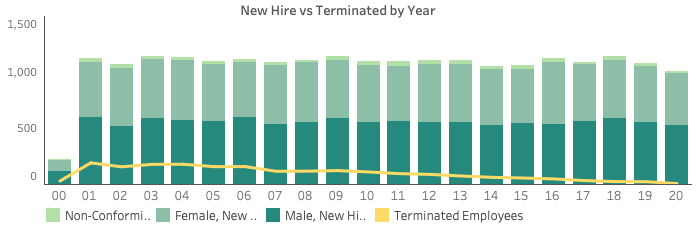 New Hire vs Terminated by Year
1,500
1,000
500
0
00 01 02 03 04 05 06 07 08 09 10 11 12 13 14 15 16 17 18 19 20
Non-Conformi.. Female, New .. Male, New Hi.. Terminated Employees